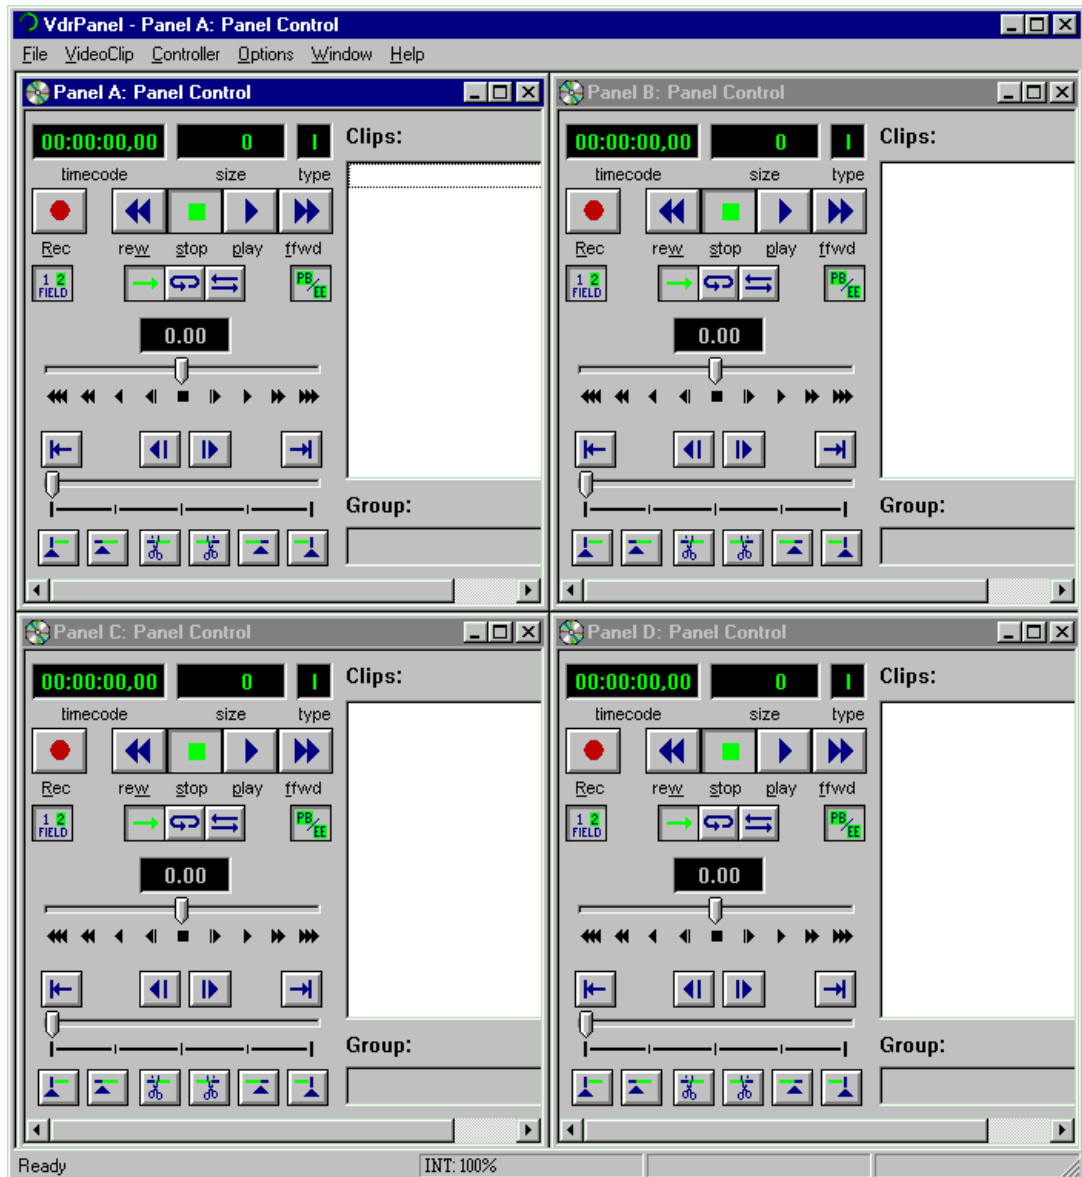 VdrPanel - Panel A: Panel Control
File VideoClip Controller Options Window Help
Panel A: Panel Control
00:00:00,00 0 I
Clips:
timecode size type
Rec rew stop play ffwd
1 2 FIELD
PB/EE
0.00
Group:
Panel B: Panel Control
00:00:00,00 0 I
Clips:
timecode size type
Rec rew stop play ffwd
1 2 FIELD
PB/EE
0.00
Group:
Panel C: Panel Control
00:00:00,00 0 I
Clips:
timecode size type
Rec rew stop play ffwd
1 2 FIELD
PB/EE
0.00
Group:
Panel D: Panel Control
00:00:00,00 0 I
Clips:
timecode size type
Rec rew stop play ffwd
1 2 FIELD
PB/EE
0.00
Group:
Ready INT: 100%